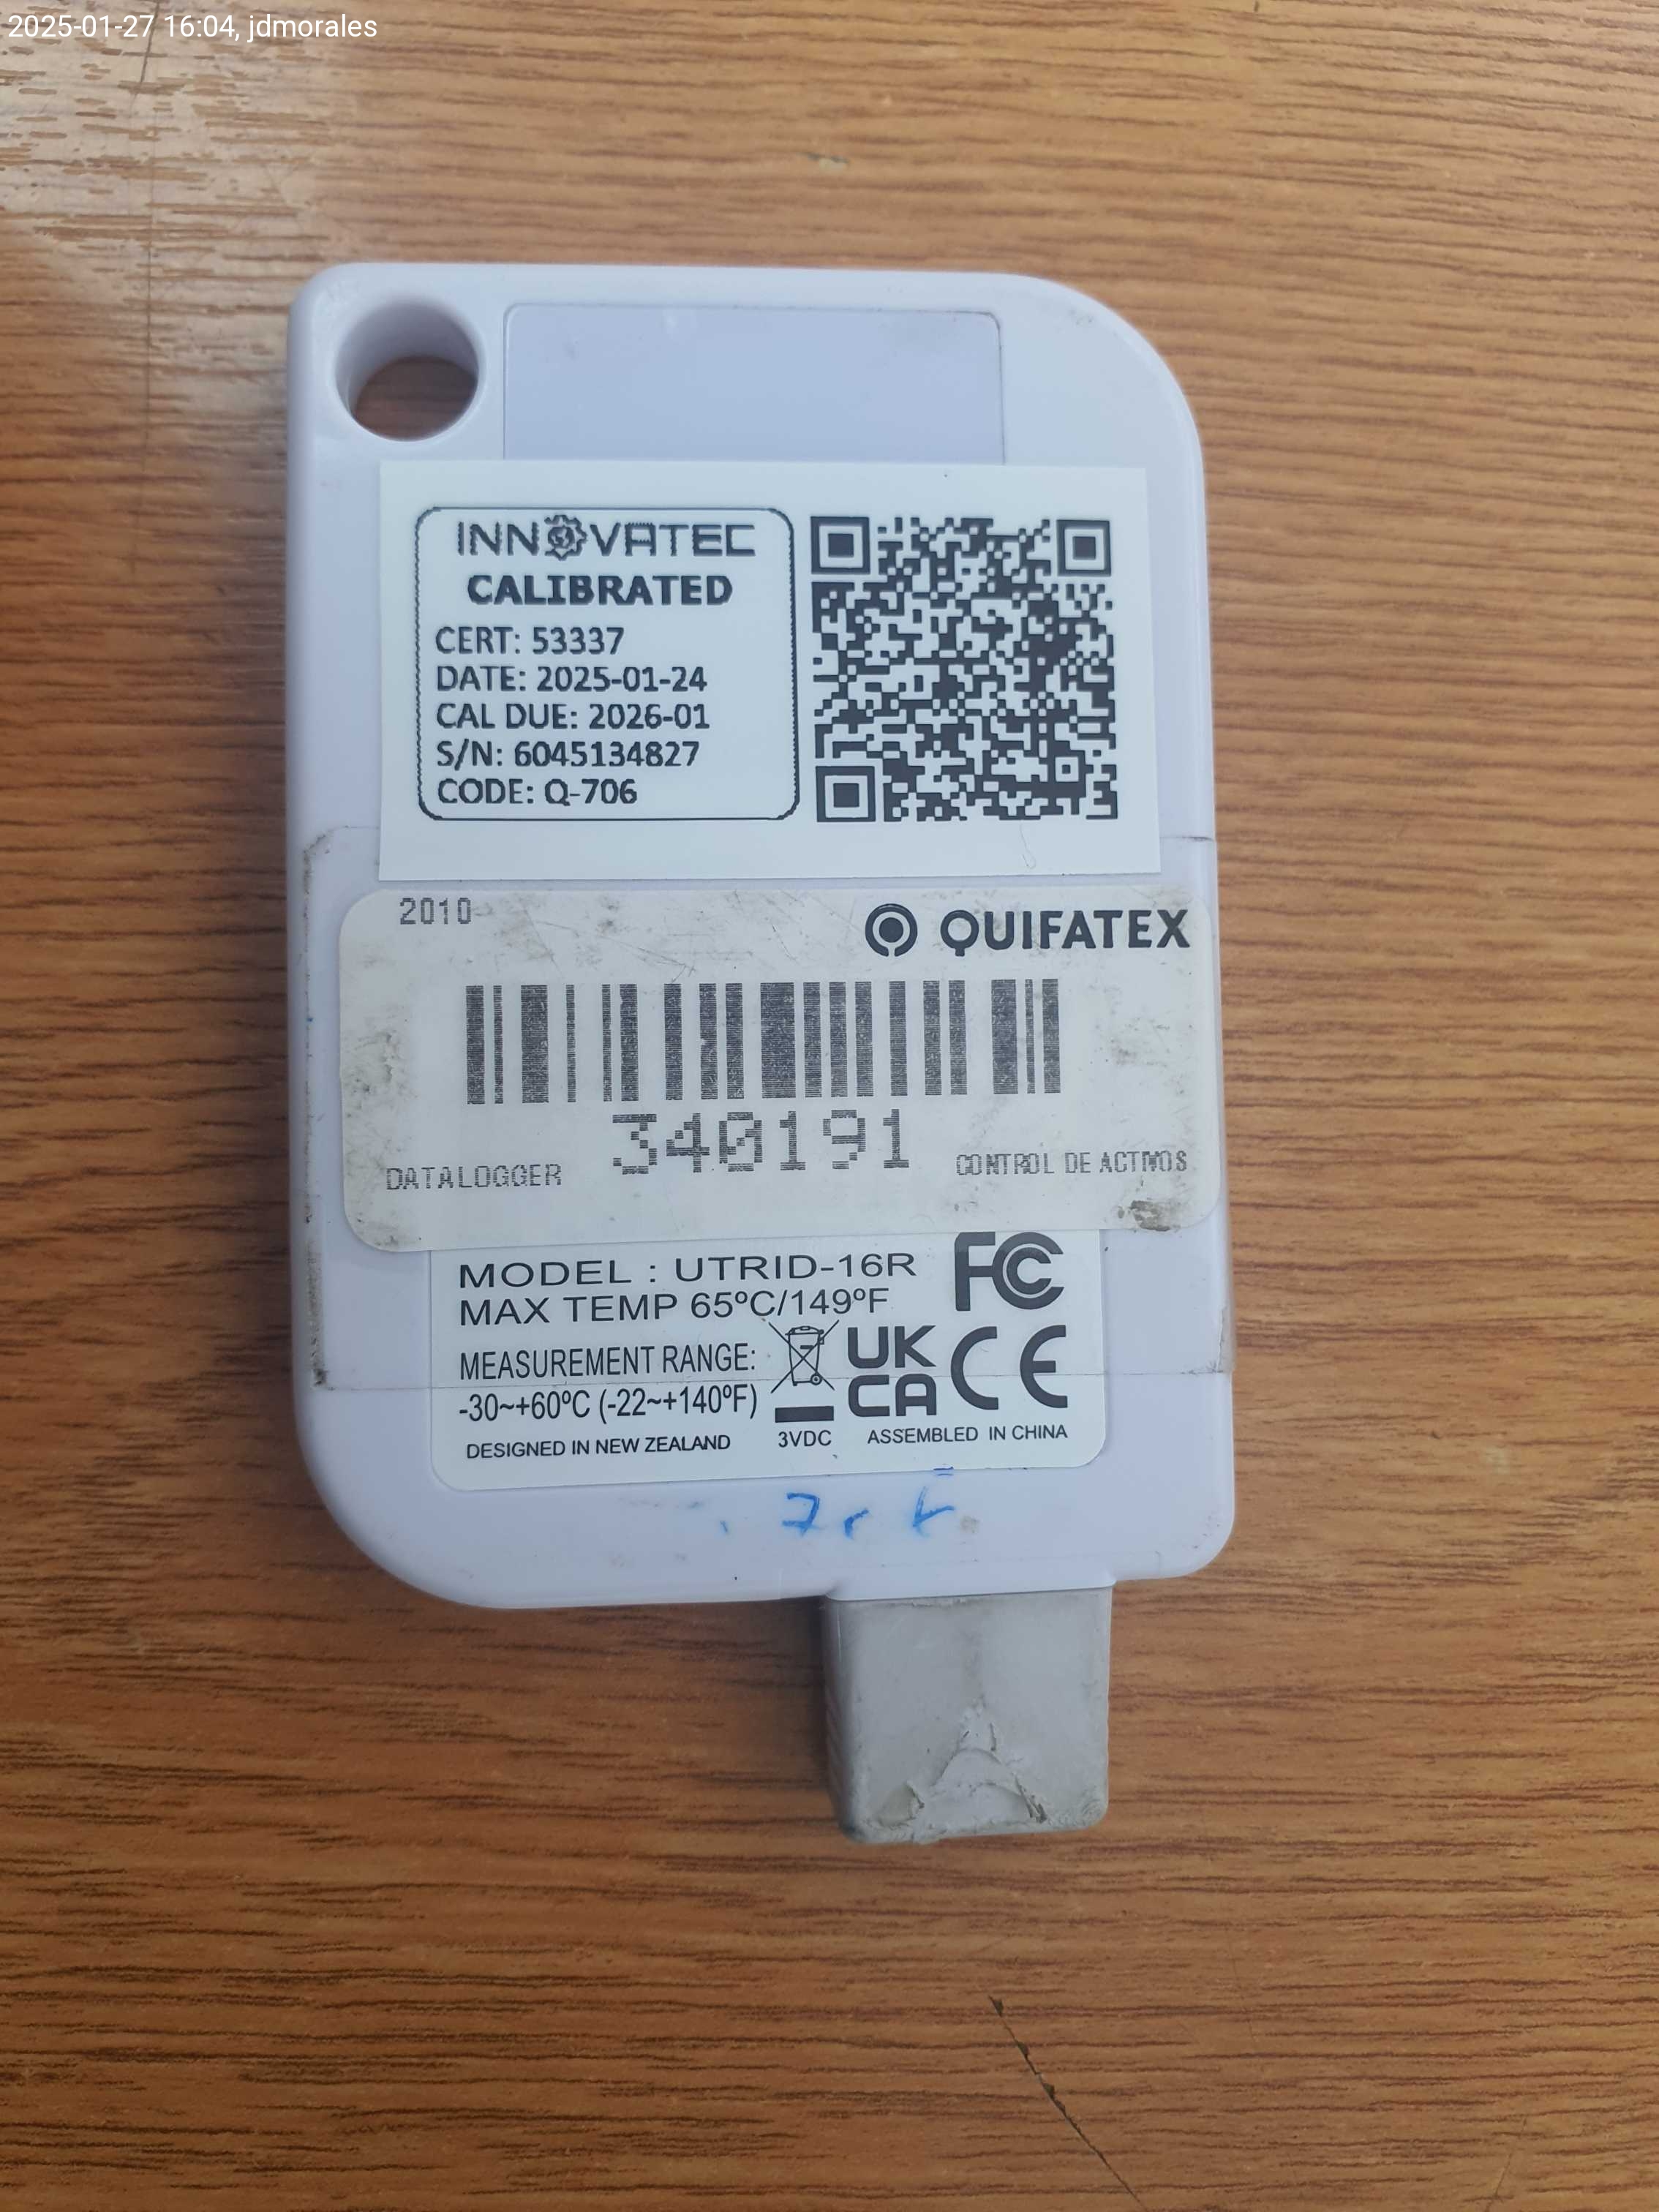 2025-01-27 16:04, jdmorales
INNOVATEC
CALIBRATED
CERT: 53337
DATE: 2025-01-24
CAL DUE: 2026-01
S/N: 6045134827
CODE: Q-706
2010
QUIFATEX
340191
DATALOGGER
CONTROL DE ACTIVOS
MODEL : UTRID-16R
MAX TEMP 65ºC/149ºF
FC
MEASUREMENT RANGE:
-30~+60ºC (-22~+140ºF)
UK
CA
CE
DESIGNED IN NEW ZEALAND
3VDC
ASSEMBLED IN CHINA